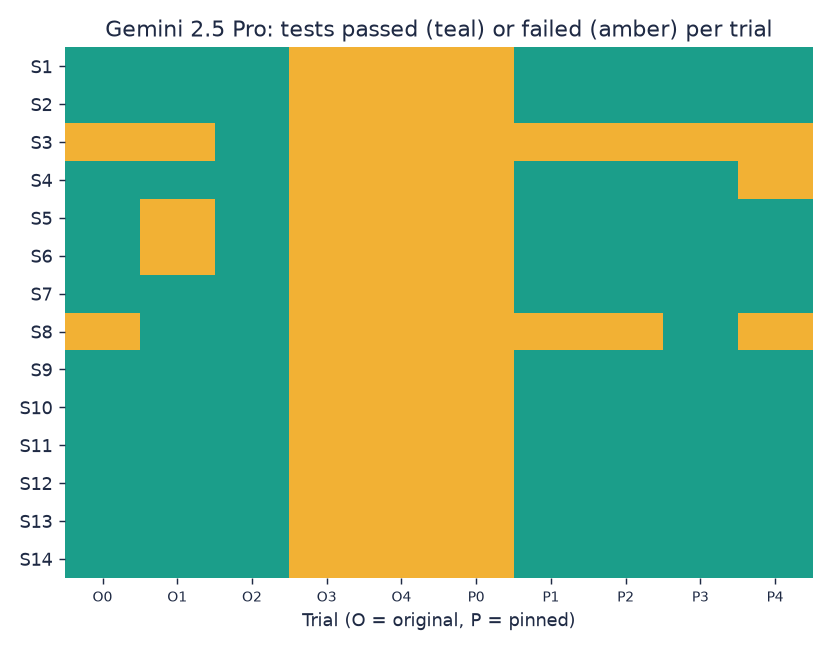 Gemini 2.5 Pro: tests passed (teal) or failed (amber) per trial
S1
S2
S3
S4
S5
S6
S7
S8
S9
S10
S11
S12
S13
S14
O0 O1 O2 O3 O4 P0 P1 P2 P3 P4
Trial (O = original, P = pinned)